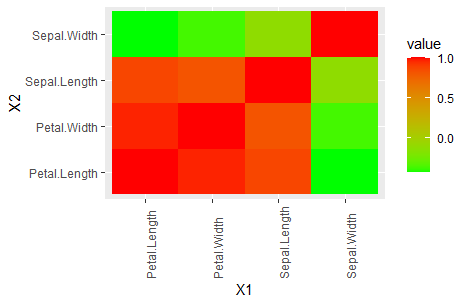 value
Sepal.Width
Sepal.Length
Petal.Width
Petal.Length
X2
1.0
0.5
0.0
Petal.Length
Petal.Width
Sepal.Length
Sepal.Width
X1